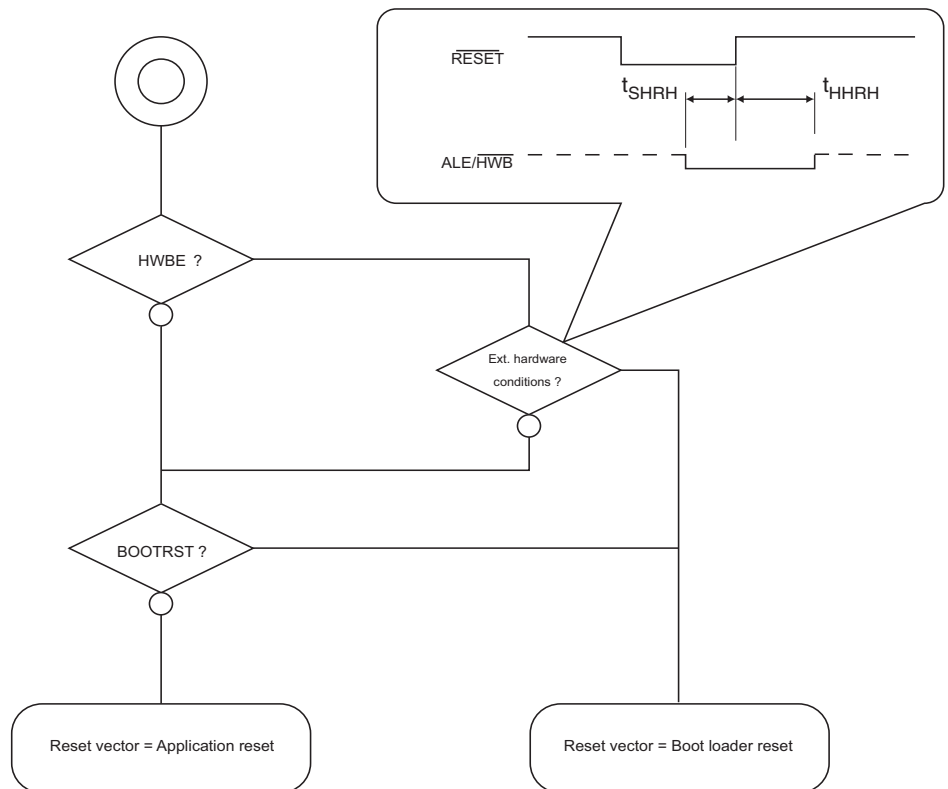 RESET
tSHRH
tHHRH
ALE/HWB
HWBE ?
Ext. hardware
conditions ?
BOOTRST ?
Reset vector = Application reset
Reset vector = Boot loader reset